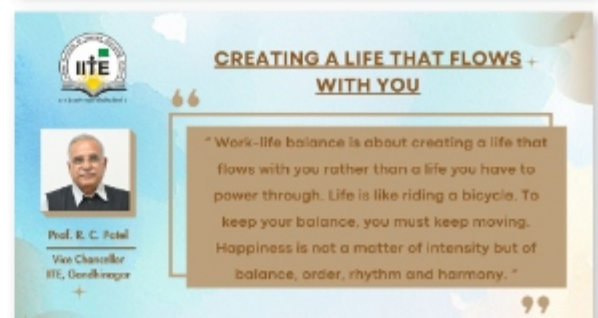 IITE
CREATING A LIFE THAT FLOWS
WITH YOU
“ Work-life balance is about creating a life that
flows with you rather than a life you have to
power through. Life is like riding a bicycle. To
keep your balance, you must keep moving.
Happiness is not a matter of intensity but of
balance, order, rhythm and harmony. ”
Prof. R. C. Patel
Vice Chancellor
IITE, Gandhinagar